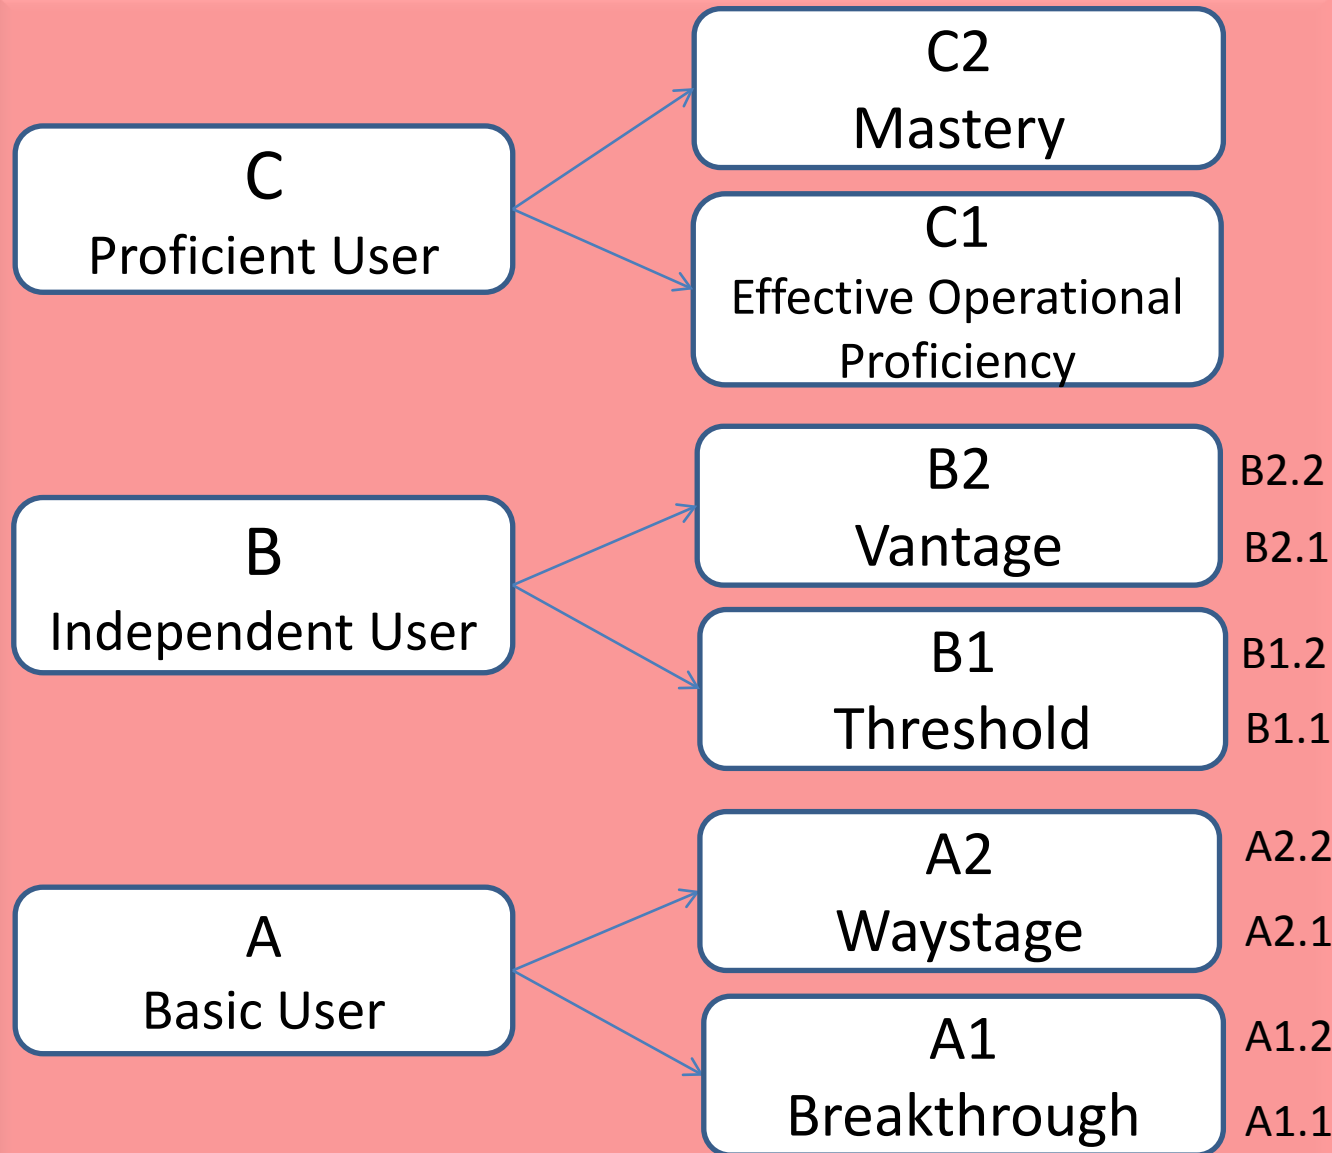 C2
Mastery
C
Proficient User
C1
Effective Operational
Proficiency
B2
Vantage
B2.2
B2.1
B
Independent User
B1
Threshold
B1.2
B1.1
A2
Waystage
A2.2
A2.1
A
Basic User
A1
Breakthrough
A1.2
A1.1